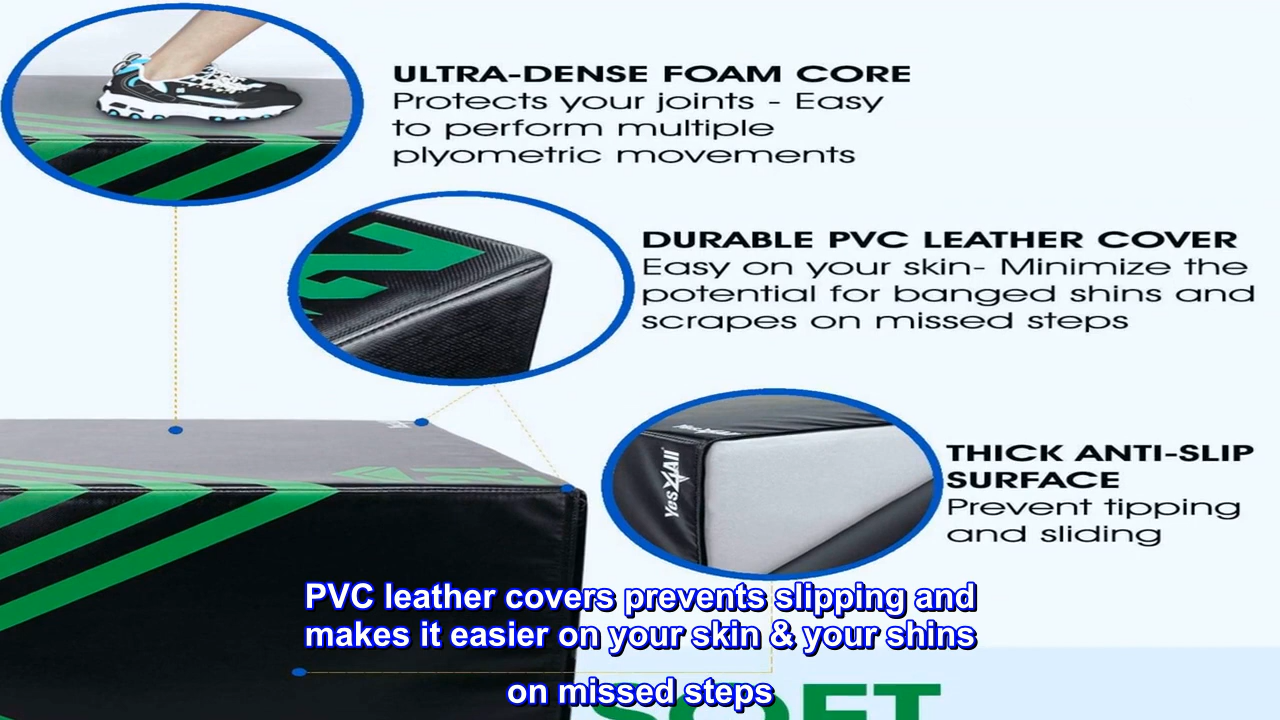 ULTRA-DENSE FOAM CORE
Protects your joints - Easy
to perform multiple
plyometric movements
DURABLE PVC LEATHER COVER
Easy on your skin- Minimize the
potential for banged shins and
scrapes on missed steps
Yes4All
THICK ANTI-SLIP
SURFACE
Prevent tipping
and sliding
PVC leather covers prevents slipping and
makes it easier on your skin & your shins
on missed steps
SOFT